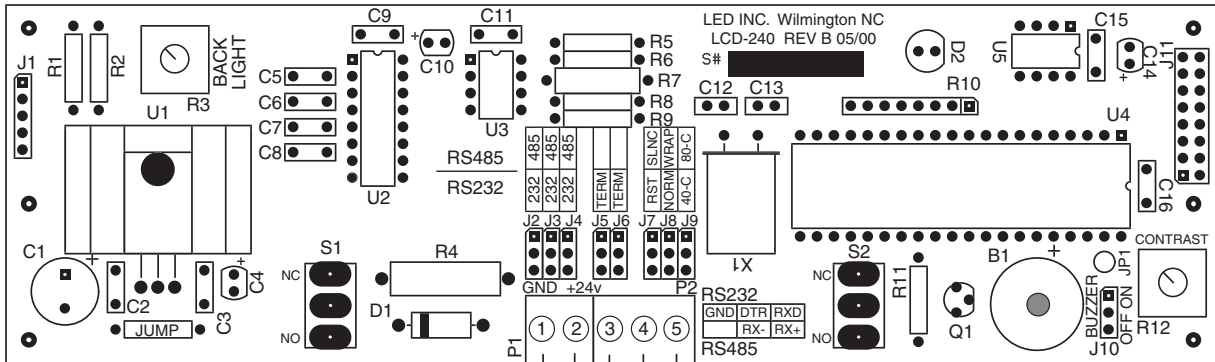 LED INC. Wilmington NC
LCD-240 REV B 05/00
S#
J1
R1
R2
BACK
LIGHT
R3
U1
C5
C6
C7
C8
C9
C10
+
C11
U2
U3
R5
R6
R7
R8
R9
C12
C13
D2
R10
U5
C15
C14
+
J11
U4
C16
RS485
RS232
232 485
232 485
232 485
TERM
TERM
RST SLNC
NORM WRAP
40-C 80-C
J2 J3 J4 J5 J6 J7 J8 J9
C1
+
C2
JUMP
C3
C4
+
S1
NC
NO
R4
D1
GND +24v
P2
P1
1 2 3 4 5
RS232
GND DTR RXD
RX- RX+
RS485
X1
S2
NC
NO
R11
Q1
B1
+
JP1
BUZZER
OFF ON
J10
CONTRAST
R12